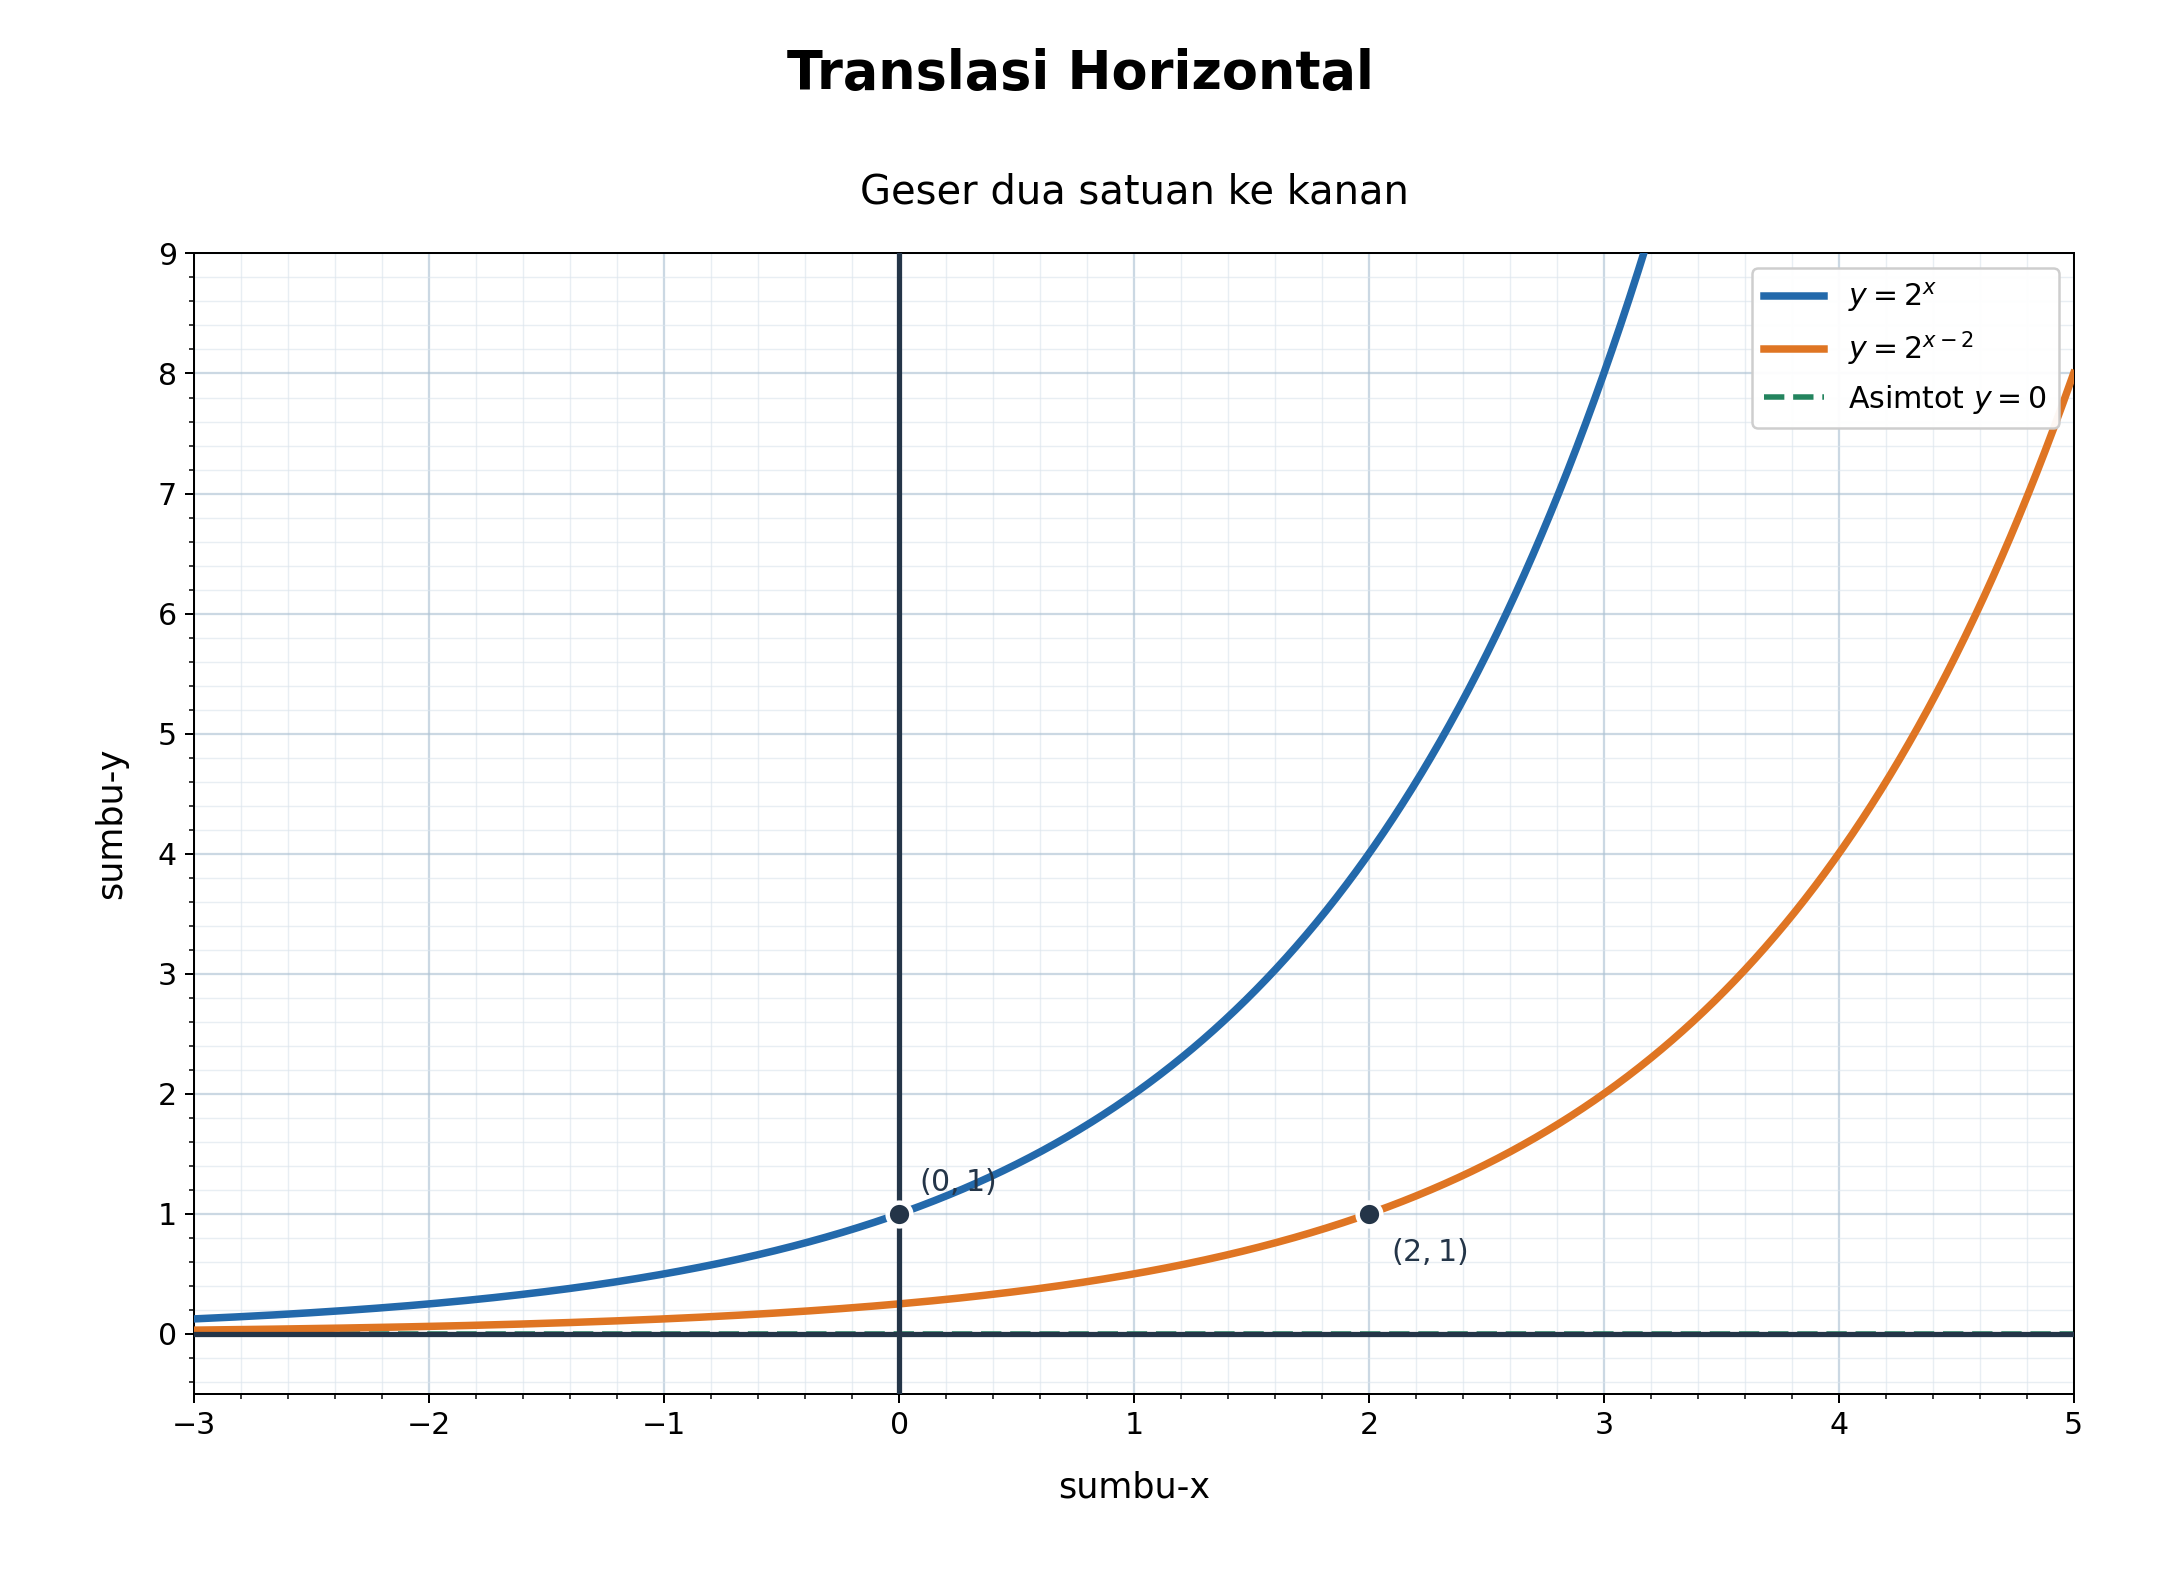 Translasi Horizontal
Geser dua satuan ke kanan
y = 2^x
y = 2^{x−2}
Asimtot y = 0
sumbu-y
9
8
7
6
5
4
3
2
1
0
(0, 1)
(2, 1)
−3 −2 −1 0 1 2 3 4 5
sumbu-x